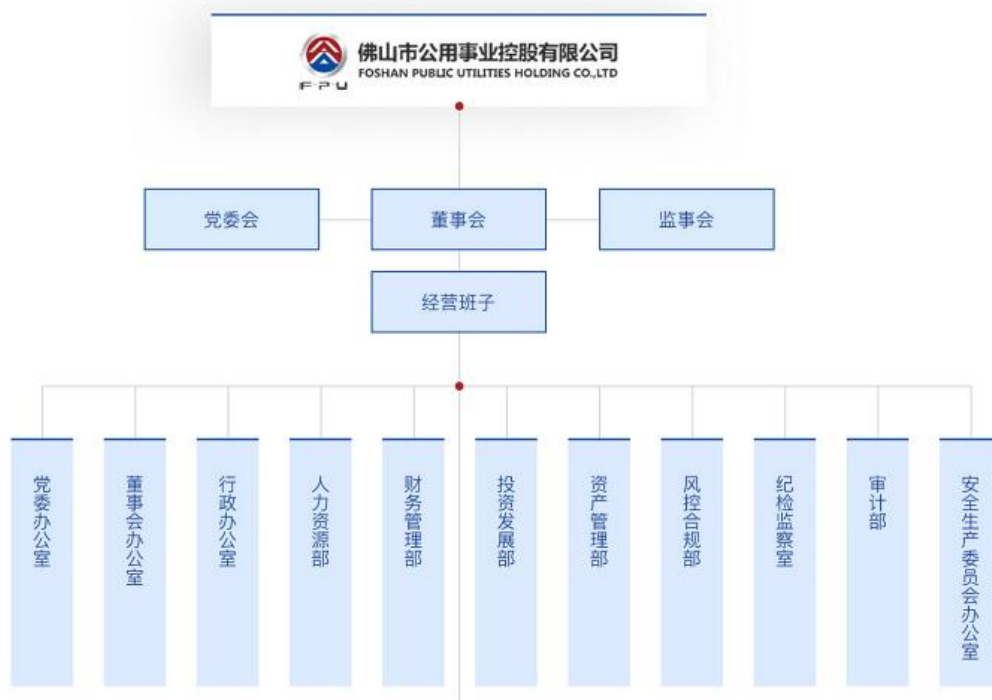 佛山市公用事业控股有限公司
FOSHAN PUBLIC UTILITIES HOLDING CO.,LTD
FPU
党委会
董事会
监事会
经营班子
党委办公室
董事会办公室
行政办公室
人力资源部
财务管理部
投资发展部
资产管理部
风控合规部
纪检监察室
审计部
安全生产委员会办公室